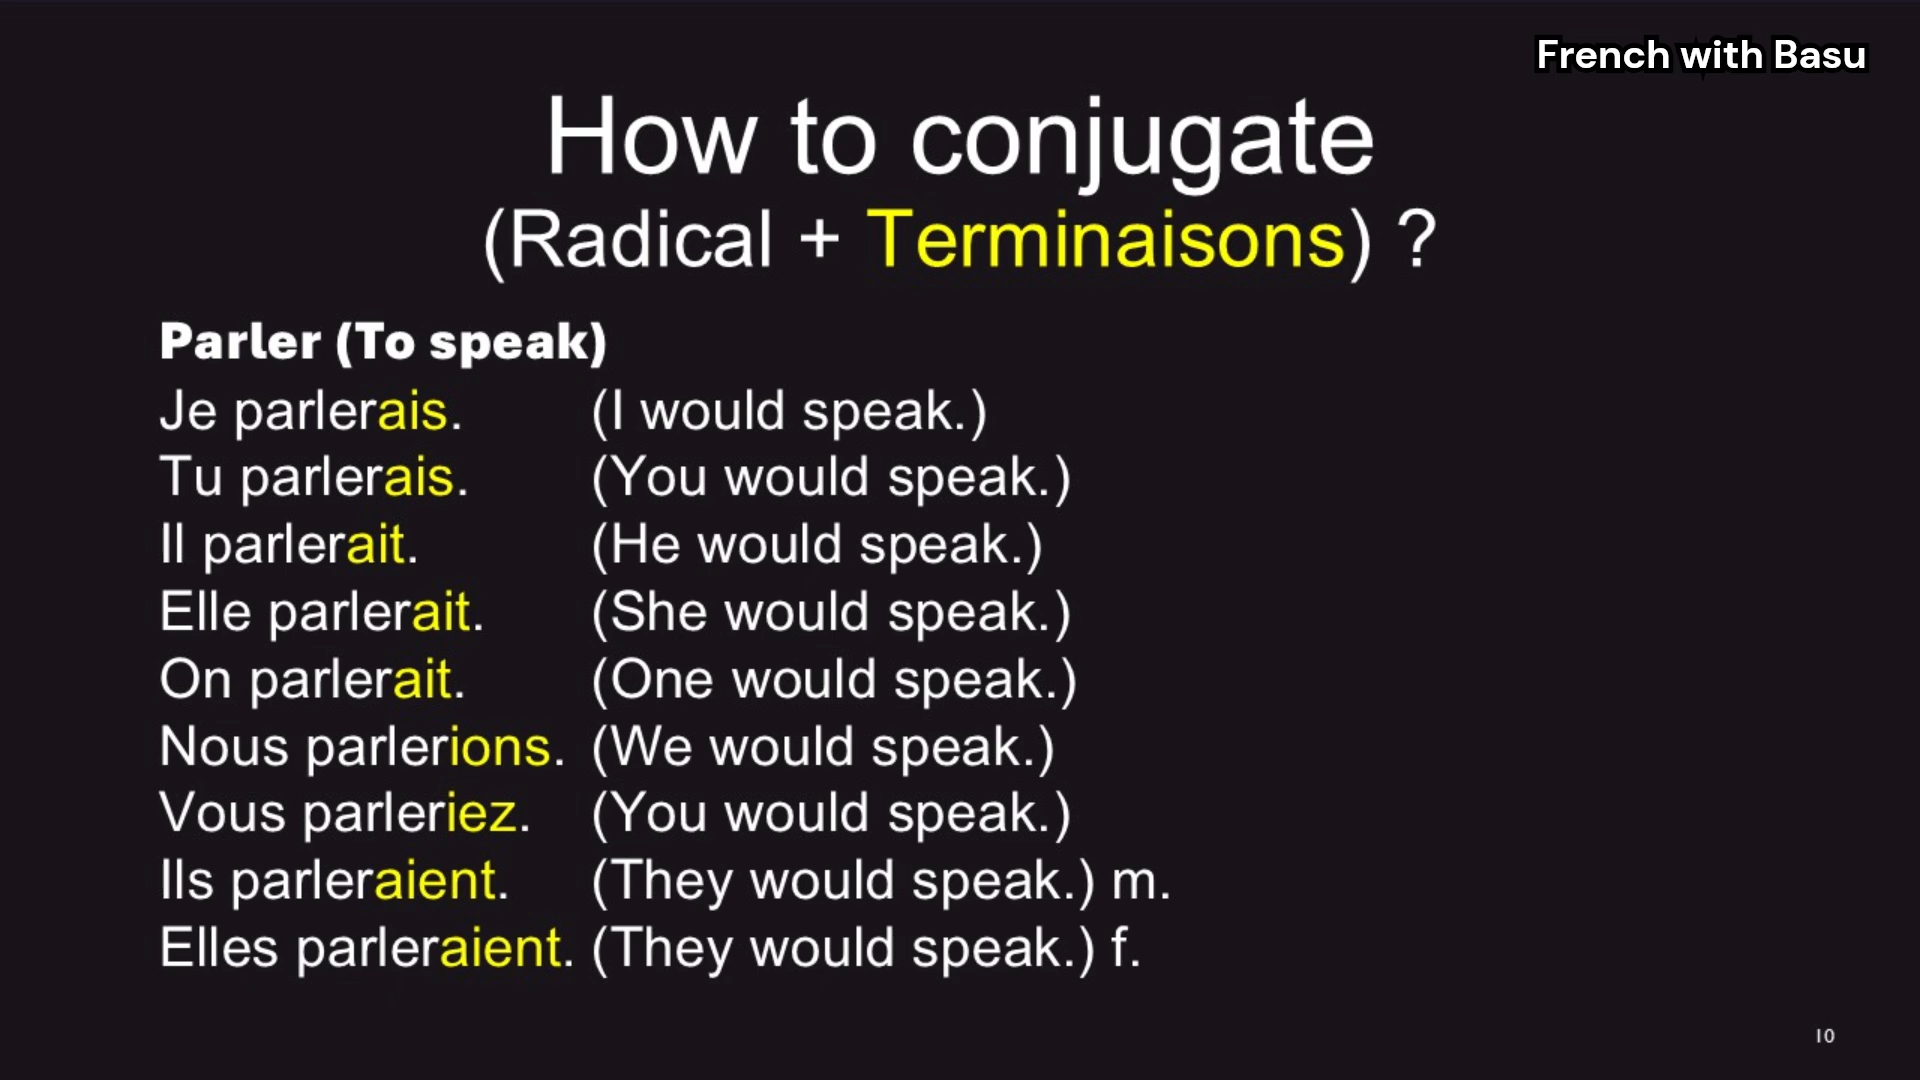 French with Basu
How to conjugate
(Radical + Terminaisons) ?
Parler (To speak)
Je parlerais. (I would speak.)
Tu parlerais. (You would speak.)
Il parlerait. (He would speak.)
Elle parlerait. (She would speak.)
On parlerait. (One would speak.)
Nous parlerions. (We would speak.)
Vous parleriez. (You would speak.)
Ils parleraient. (They would speak.) m.
Elles parleraient. (They would speak.) f.
10